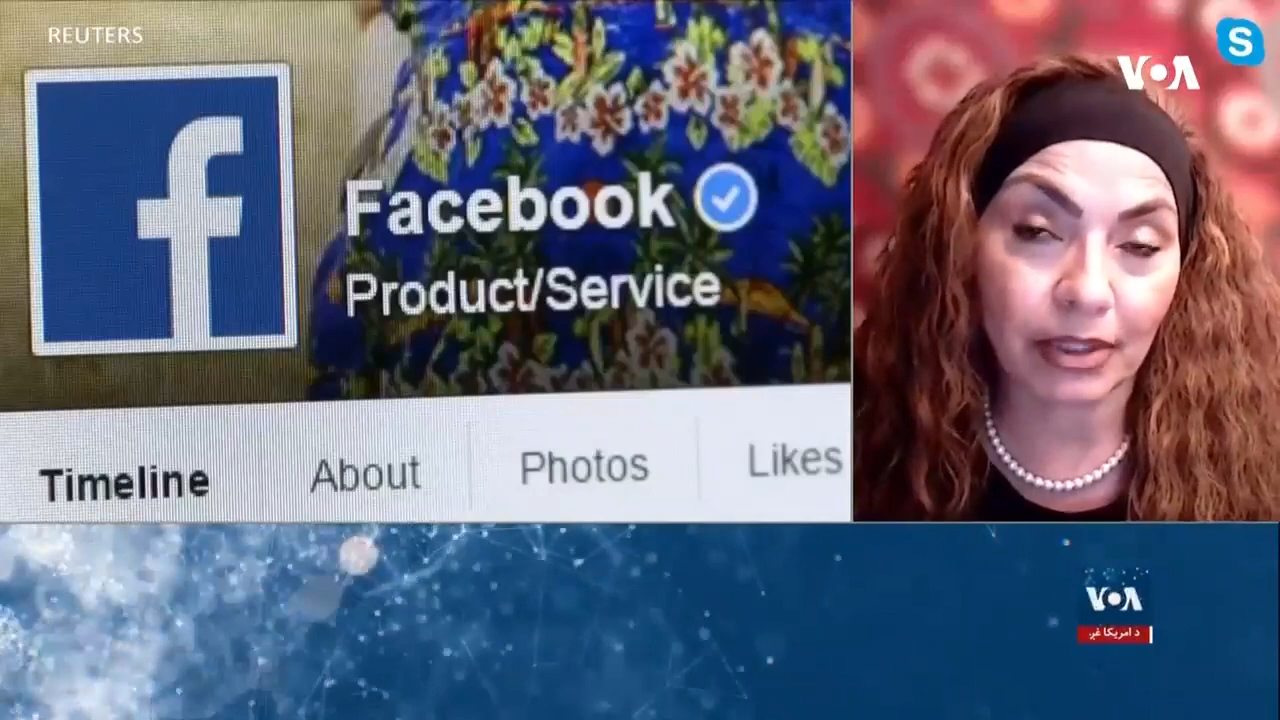 REUTERS
f
Facebook
Product/Service
Timeline About Photos Likes
VOA
S
VOA
د امریکا غږ